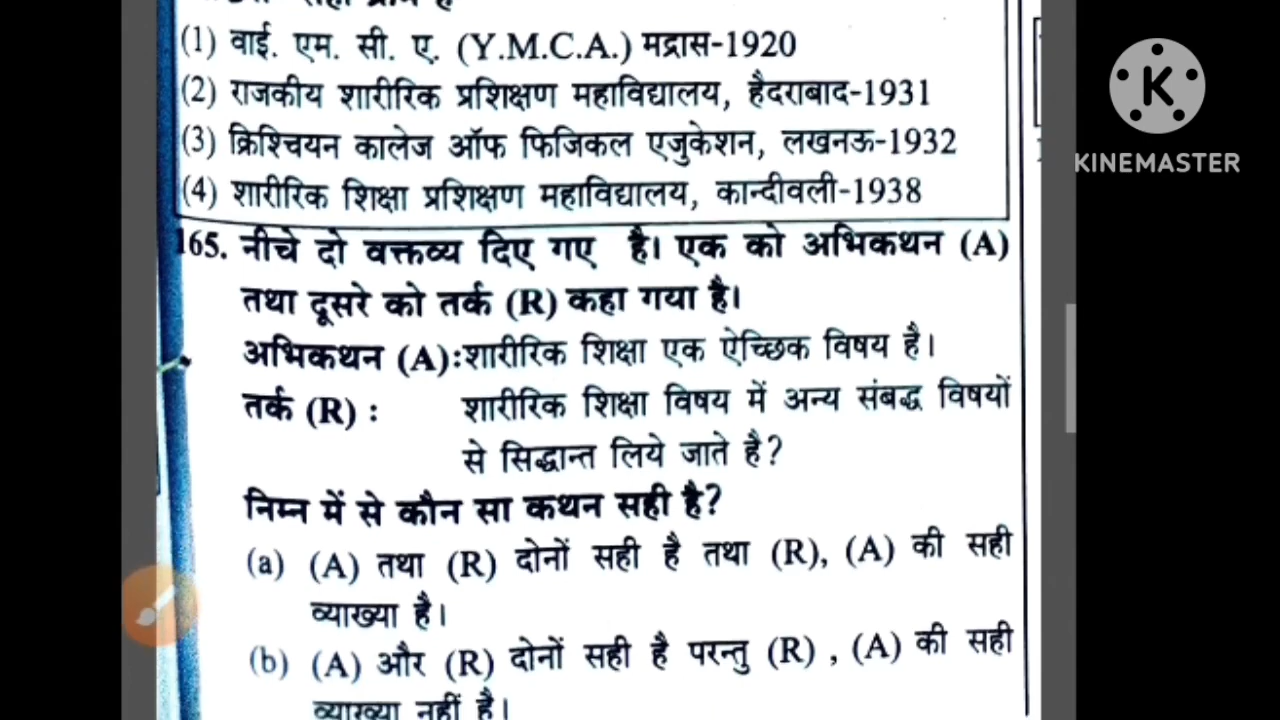 सही क्रम है
(1) वाई. एम. सी. ए. (Y.M.C.A.) मद्रास-1920
(2) राजकीय शारीरिक प्रशिक्षण महाविद्यालय, हैदराबाद-1931
(3) क्रिश्चियन कालेज ऑफ फिजिकल एजुकेशन, लखनऊ-1932
(4) शारीरिक शिक्षा प्रशिक्षण महाविद्यालय, कान्दीवली-1938
165. नीचे दो वक्तव्य दिए गए है। एक को अभिकथन (A)
तथा दूसरे को तर्क (R) कहा गया है।
अभिकथन (A): शारीरिक शिक्षा एक ऐच्छिक विषय है।
तर्क (R) : शारीरिक शिक्षा विषय में अन्य संबद्ध विषयों
से सिद्धान्त लिये जाते है?
निम्न में से कौन सा कथन सही है?
(a) (A) तथा (R) दोनों सही है तथा (R), (A) की सही
व्याख्या है।
(b) (A) और (R) दोनों सही है परन्तु (R) , (A) की सही
व्याख्या नहीं है।
K
KINEMASTER